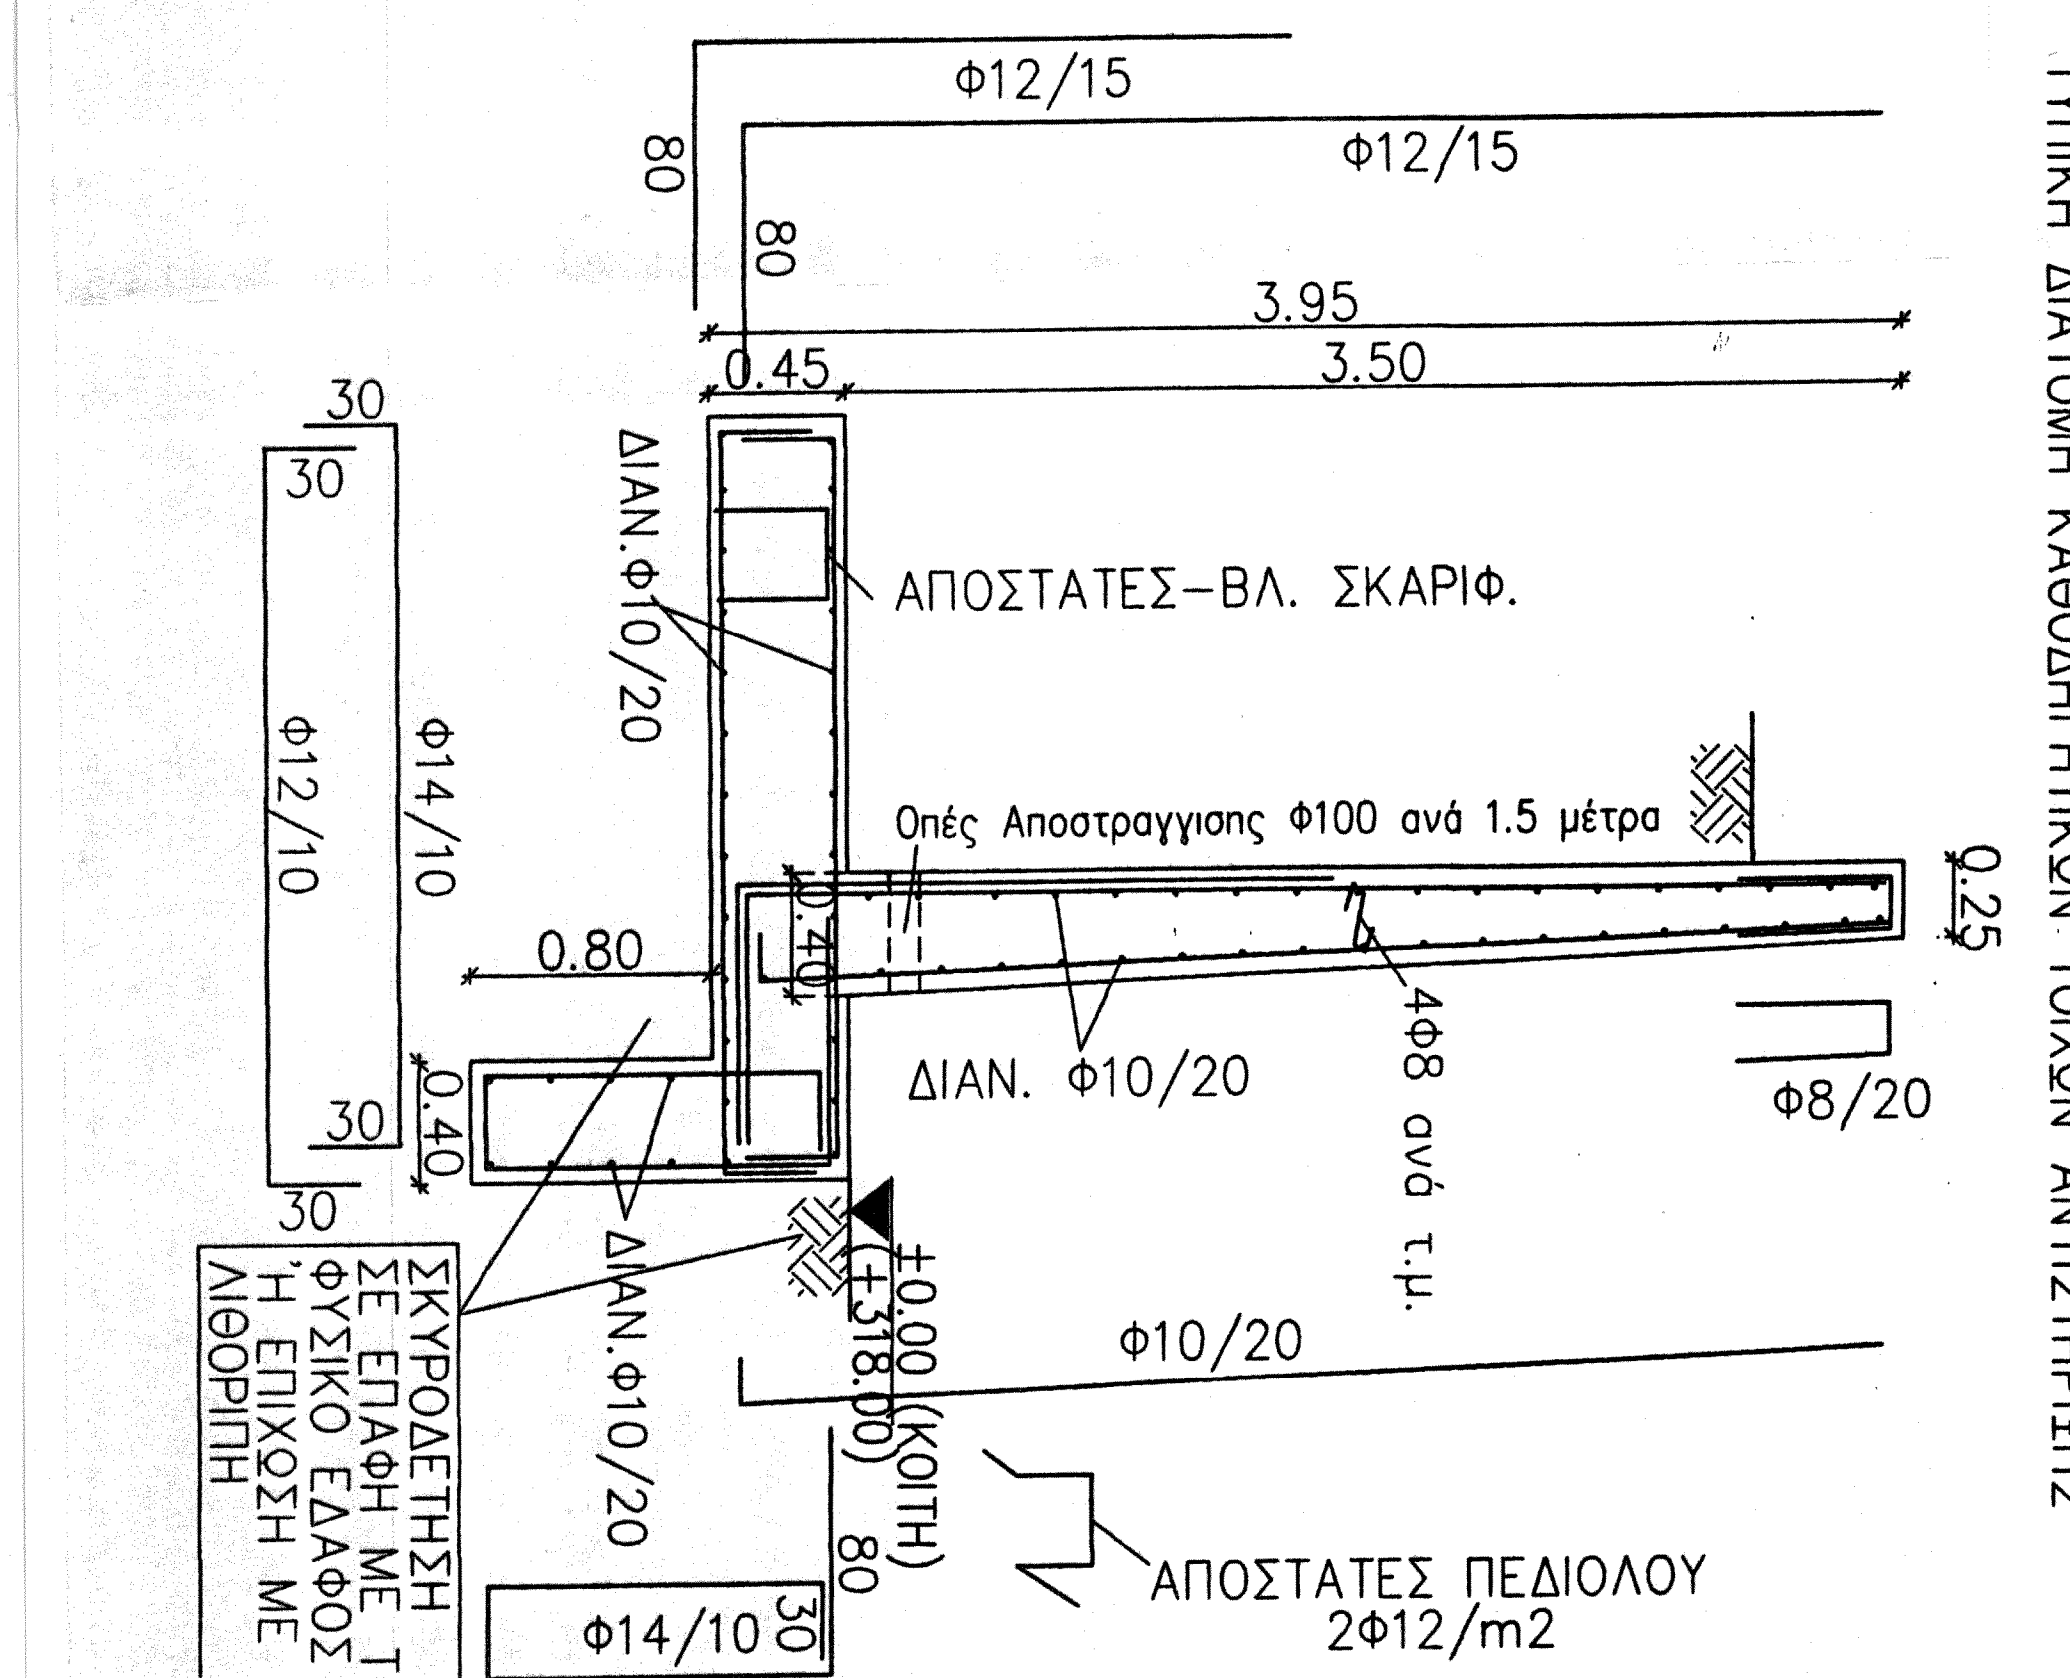 Φ12/15
Φ12/15
80
80
3.95
0.45
3.50
30
30
ΔΙΑΝ.Φ10/20
ΑΠΟΣΤΑΤΕΣ-ΒΛ. ΣΚΑΡΙΦ.
Φ12/10
Φ14/10
Οπές Αποστραγγισης Φ100 ανά 1.5 μέτρα
0.25
0.40
0.80
4Φ8 ανά τ.μ.
ΔΙΑΝ. Φ10/20
Φ8/20
0.40
30
30
ΔΙΑΝ.Φ10/20
±0.00 (ΚΟΙΤΗ)
(±318.00)
Φ10/20
ΣΚΥΡΟΔΕΤΗΣΗ
ΣΕ ΕΠΑΦΗ ΜΕ Τ
ΦΥΣΙΚΟ ΕΔΑΦΟΣ
Ή ΕΠΙΧΩΣΗ ΜΕ
ΛΙΘΟΡΙΠΗ
80
30
Φ14/10
ΑΠΟΣΤΑΤΕΣ ΠΕΔΙΟΛΟΥ
2Φ12/m2
ΔΙΑΤΟΜΗ ΚΑΘΟΔΗΓΗΤΙΚΩΝ ΤΟΙΧΩΝ